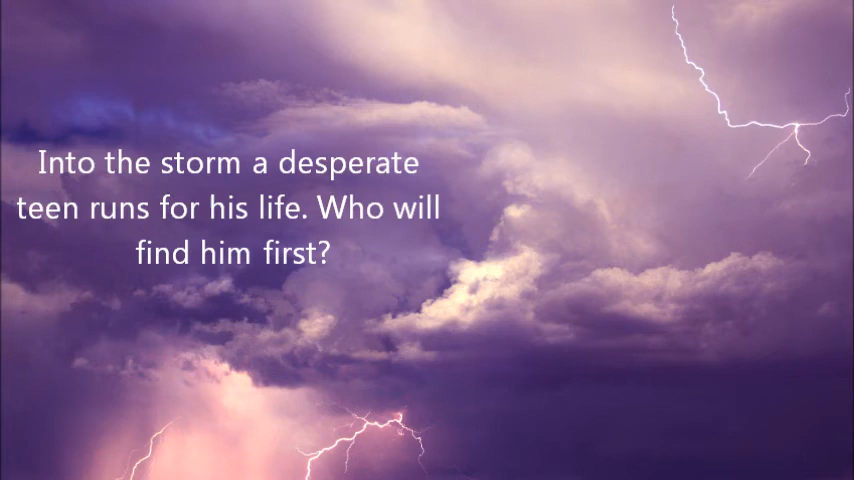 Into the storm a desperate
teen runs for his life. Who will
find him first?